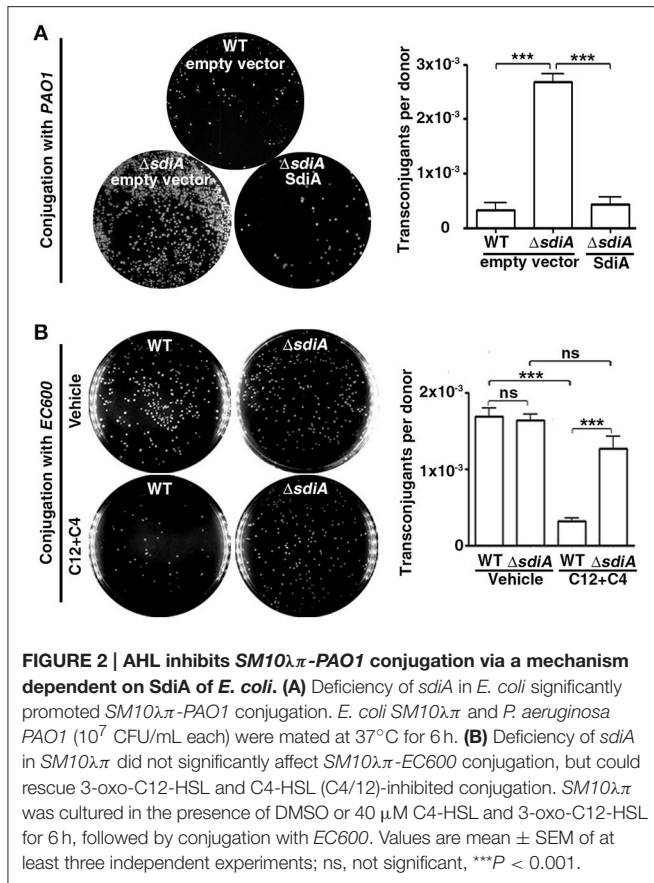 A
Conjugation with PAO1
WT
empty vector
ΔsdiA
empty vector
ΔsdiA
SdiA
Transconjugants per donor
3x10⁻³
2x10⁻³
1x10⁻³
0
***
***
WT ΔsdiA ΔsdiA
empty vector SdiA
B
Conjugation with EC600
Vehicle
C12+C4
WT
ΔsdiA
WT
ΔsdiA
Transconjugants per donor
2x10⁻³
1x10⁻³
0
ns
***
ns
***
WT ΔsdiA WT ΔsdiA
Vehicle C12+C4
FIGURE 2 | AHL inhibits SM10λπ-PAO1 conjugation via a mechanism
dependent on SdiA of E. coli. (A) Deficiency of sdiA in E. coli significantly
promoted SM10λπ-PAO1 conjugation. E. coli SM10λπ and P. aeruginosa
PAO1 (10⁷ CFU/mL each) were mated at 37°C for 6 h. (B) Deficiency of sdiA
in SM10λπ did not significantly affect SM10λπ-EC600 conjugation, but could
rescue 3-oxo-C12-HSL and C4-HSL (C4/12)-inhibited conjugation. SM10λπ
was cultured in the presence of DMSO or 40 μM C4-HSL and 3-oxo-C12-HSL
for 6 h, followed by conjugation with EC600. Values are mean ± SEM of at
least three independent experiments; ns, not significant, ***P < 0.001.